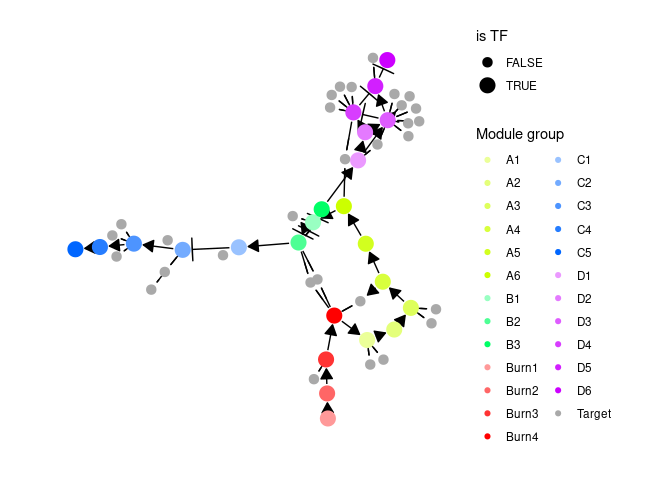 is TF
FALSE
TRUE
Module group
A1
A2
A3
A4
A5
A6
B1
B2
B3
Burn1
Burn2
Burn3
Burn4
C1
C2
C3
C4
C5
D1
D2
D3
D4
D5
D6
Target